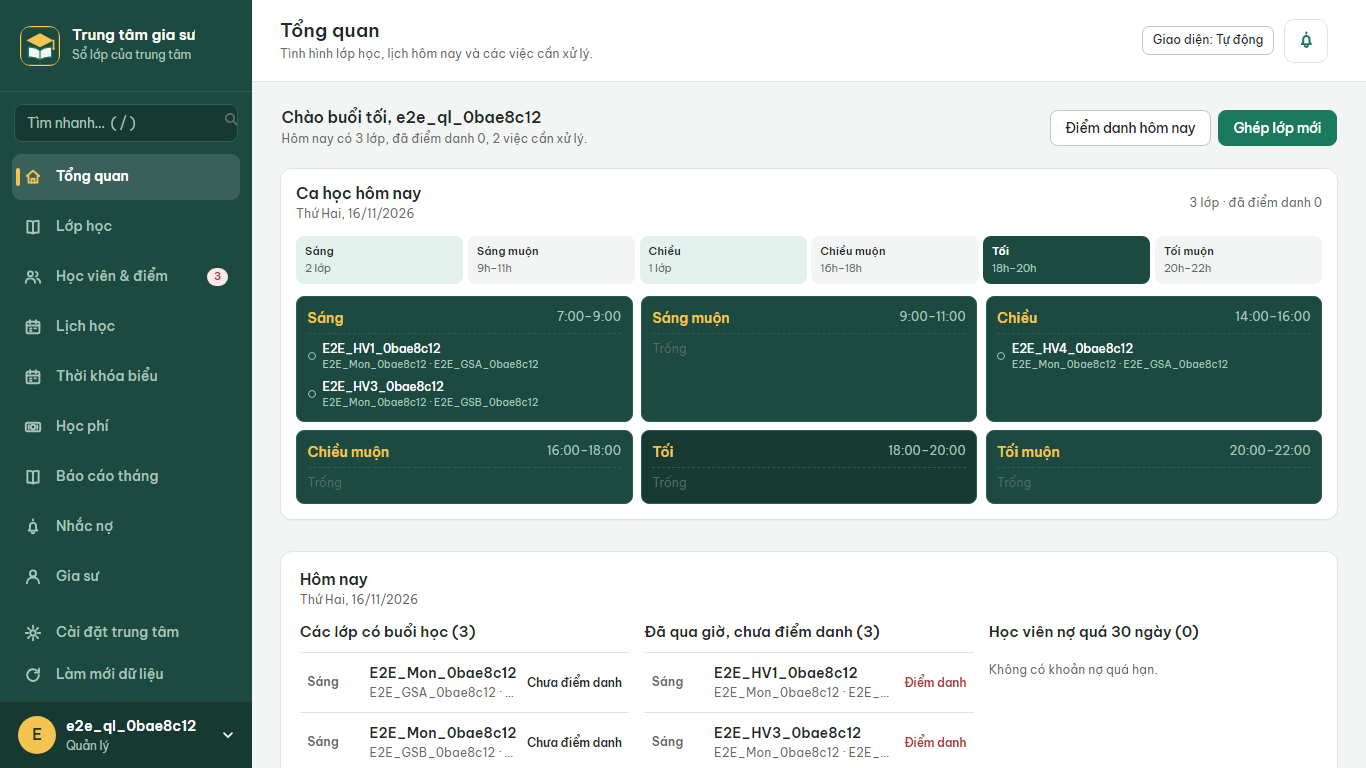 Trung tâm gia sư
Sổ lớp của trung tâm
Tìm nhanh... ( / )
Tổng quan
Lớp học
Học viên & điểm
3
Lịch học
Thời khóa biểu
Học phí
Báo cáo tháng
Nhắc nợ
Gia sư
Cài đặt trung tâm
Làm mới dữ liệu
E
e2e_ql_0bae8c12
Quản lý
Tổng quan
Tình hình lớp học, lịch hôm nay và các việc cần xử lý.
Giao diện: Tự động
Chào buổi tối, e2e_ql_0bae8c12
Hôm nay có 3 lớp, đã điểm danh 0, 2 việc cần xử lý.
Điểm danh hôm nay
Ghép lớp mới
Ca học hôm nay
Thứ Hai, 16/11/2026
3 lớp · đã điểm danh 0
Sáng
2 lớp
Sáng muộn
9h–11h
Chiều
1 lớp
Chiều muộn
16h–18h
Tối
18h–20h
Tối muộn
20h–22h
Sáng 7:00–9:00
E2E_HV1_0bae8c12
E2E_Mon_0bae8c12 · E2E_GSA_0bae8c12
E2E_HV3_0bae8c12
E2E_Mon_0bae8c12 · E2E_GSB_0bae8c12
Sáng muộn 9:00–11:00
Trống
Chiều 14:00–16:00
E2E_HV4_0bae8c12
E2E_Mon_0bae8c12 · E2E_GSA_0bae8c12
Chiều muộn 16:00–18:00
Trống
Tối 18:00–20:00
Trống
Tối muộn 20:00–22:00
Trống
Hôm nay
Thứ Hai, 16/11/2026
Các lớp có buổi học (3)
Sáng E2E_Mon_0bae8c12 Chưa điểm danh
E2E_GSA_0bae8c12 · ...
Sáng E2E_Mon_0bae8c12 Chưa điểm danh
E2E_GSB_0bae8c12 · ...
Đã qua giờ, chưa điểm danh (3)
Sáng E2E_HV1_0bae8c12 Điểm danh
E2E_Mon_0bae8c12 · E2E_...
Sáng E2E_HV3_0bae8c12 Điểm danh
E2E_Mon_0bae8c12 · E2E_...
Học viên nợ quá 30 ngày (0)
Không có khoản nợ quá hạn.